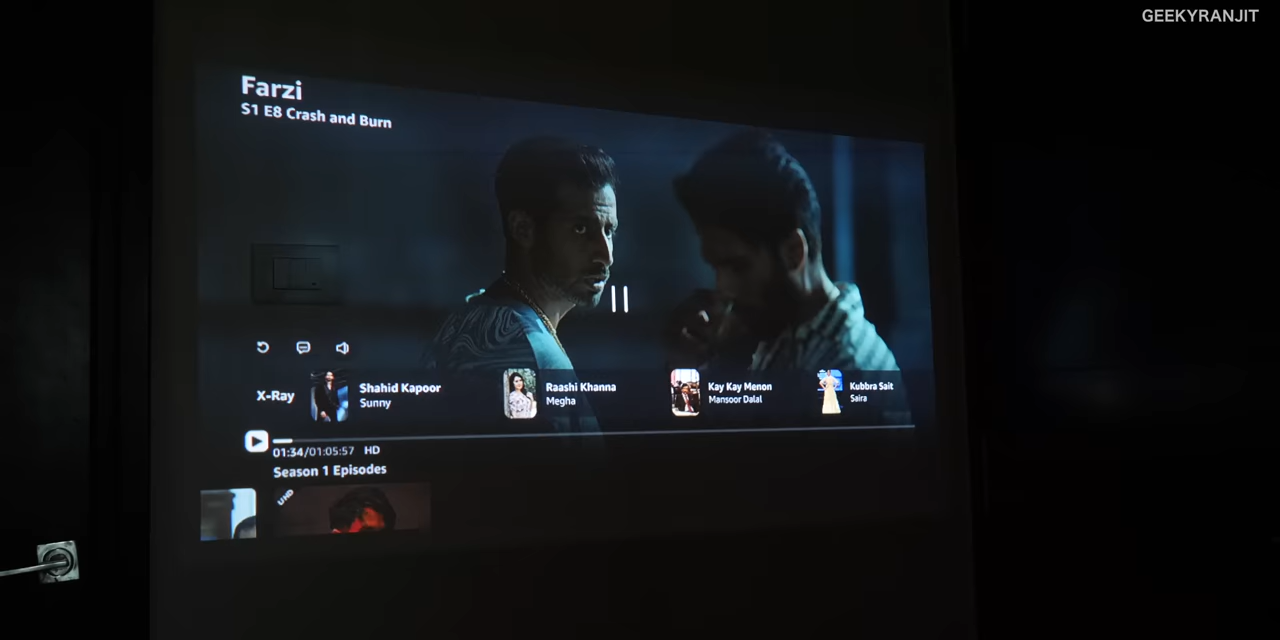 GEEKYRANJIT
Farzi
S1 E8 Crash and Burn
X-Ray
Shahid Kapoor
Sunny
Raashi Khanna
Megha
Kay Kay Menon
Mansoor Dalal
Kubbra Sait
Saira
01:34/01:05:57 HD
Season 1 Episodes
UHD